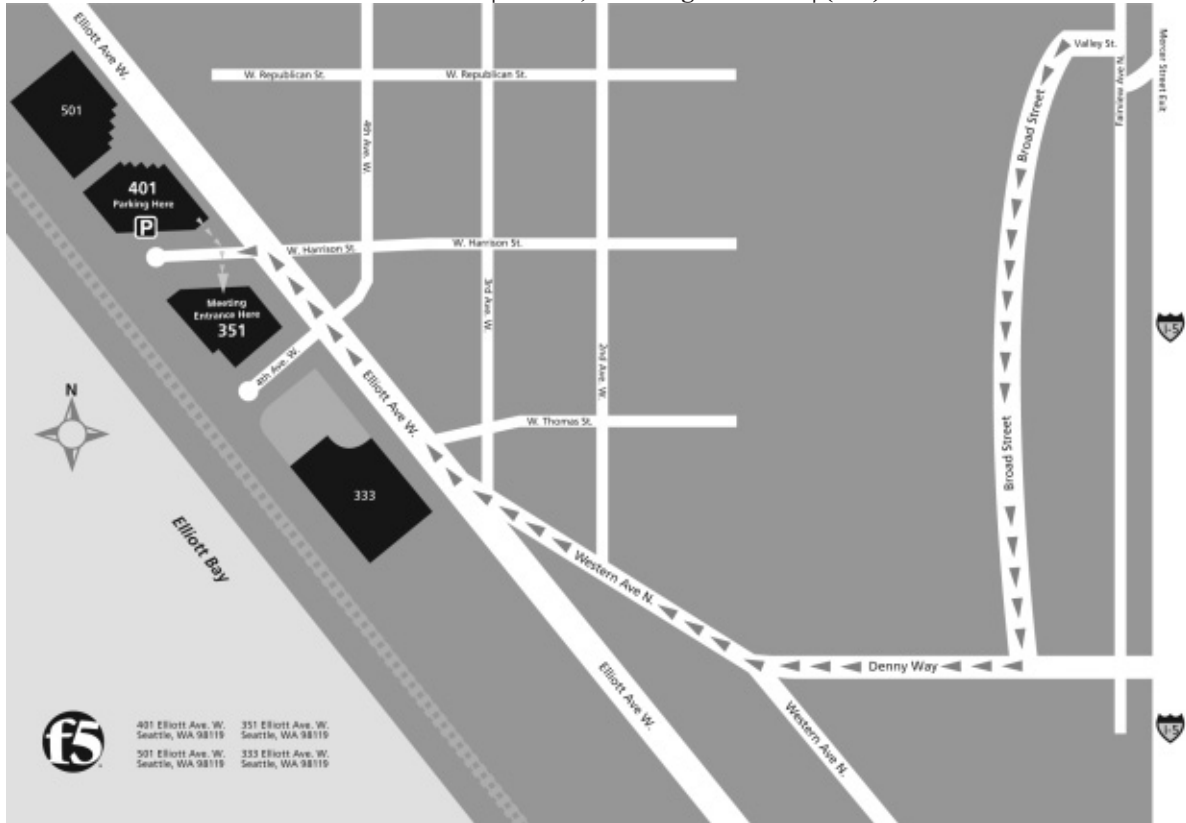 Elliott Ave W.
Valley St.
Mercer Street Exit
Fairview Ave N.
W. Republican St.
W. Republican St.
501
Broad Street
4th Ave. W.
401
Parking Here
P
W. Harrison St.
W. Harrison St.
3rd Ave. W.
Meeting
Entrance Here
351
I-5
2nd Ave. W.
4th Ave. W.
Elliott Ave W.
N
W. Thomas St.
Broad Street
333
Elliott Bay
Western Ave N.
Denny Way
Elliott Ave W.
Western Ave N.
I-5
f5
401 Elliott Ave. W.
Seattle, WA 98119
351 Elliott Ave. W.
Seattle, WA 98119
501 Elliott Ave. W.
Seattle, WA 98119
333 Elliott Ave. W.
Seattle, WA 98119